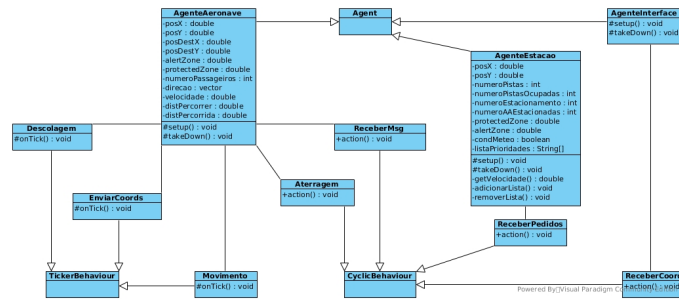 AgenteAeronave
-posX : double
-posY : double
-posDestX : double
-posDestY : double
-alertZone : double
-protectedZone : double
-numeroPassageiros : int
-direcao : vector
-velocidade : double
-distPercorrer : double
-distPercorrida : double
#setup() : void
#takeDown() : void
Agent
AgenteInterface
#setup() : void
#takeDown() : void
AgenteEstacao
-posX : double
-posY : double
-numeroPistas : int
-numeroPistasOcupadas : int
-numeroEstacionamento : int
-numeroAAEstacionadas : int
-protectedZone : double
-alertZone : double
-condMeteo : boolean
-listaPrioridades : String[]
#setup() : void
#takeDown() : void
-getVelocidade() : double
-adicionarLista() : void
-removerLista() : void
Descolagem
#onTick() : void
ReceberMsg
+action() : void
EnviarCoords
#onTick() : void
Aterragem
+action() : void
ReceberPedidos
+action() : void
TickerBehaviour
Movimento
#onTick() : void
CyclicBehaviour
ReceberCoord
+action() : void
Powered By Visual Paradigm